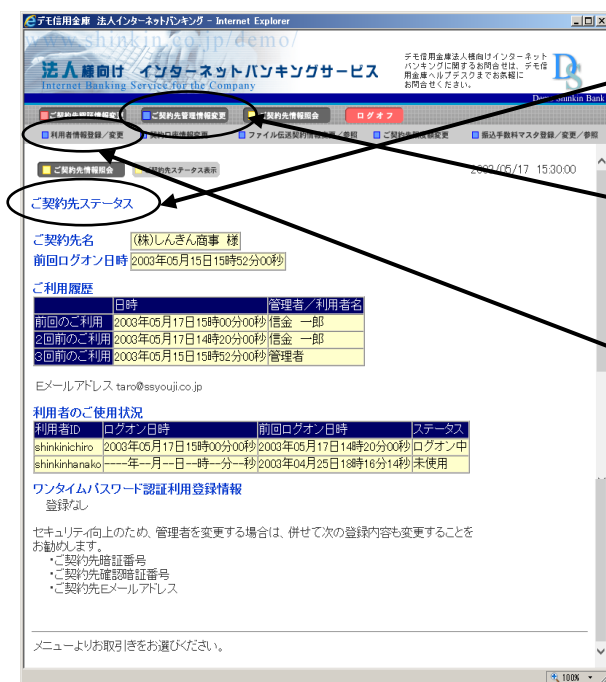 デモ信用金庫 法人インターネットバンキング - Internet Explorer
www.shinkin.co.jp/demo/
法人様向け インターネットバンキングサービス
Internet Banking Service for the Company
デモ信用金庫法人様向けインターネット
バンキングに関するお問合せは、デモ信
用金庫ヘルプデスクまでお気軽に
お問合せください。
Ds
Demo Shinkin Bank
ご契約先管理情報変更
ご契約先情報照会
ログオフ
利用者情報登録/変更
振込手数料マスタ登録/変更/参照
ご契約先情報照会
ご契約先ステータス表示
2003/05/17 15:30:00
ご契約先ステータス
ご契約先名 (株)しんきん商事 様
前回ログオン日時 2003年05月15日15時52分00秒
ご利用履歴
日時 管理者/利用者名
前回のご利用 2003年05月17日15時00分00秒 信金 一郎
2回前のご利用 2003年05月17日14時20分00秒 信金 一郎
3回前のご利用 2003年05月15日15時52分00秒 管理者
Eメールアドレス taro@ssyouji.co.jp
利用者のご使用状況
利用者ID ログオン日時 前回ログオン日時 ステータス
shinkinichiro 2003年05月17日15時00分00秒 2003年05月17日14時20分00秒 ログオン中
shinkinhanako ----年--月--日--時--分--秒 2003年04月25日18時16分14秒 未使用
ワンタイムパスワード認証利用登録情報
登録なし
セキュリティ向上のため、管理者を変更する場合は、併せて次の登録内容も変更することを
お勧めします。
・ご契約先暗証番号
・ご契約先確認暗証番号
・ご契約先Eメールアドレス
メニューよりお取引きをお選びください。
100%